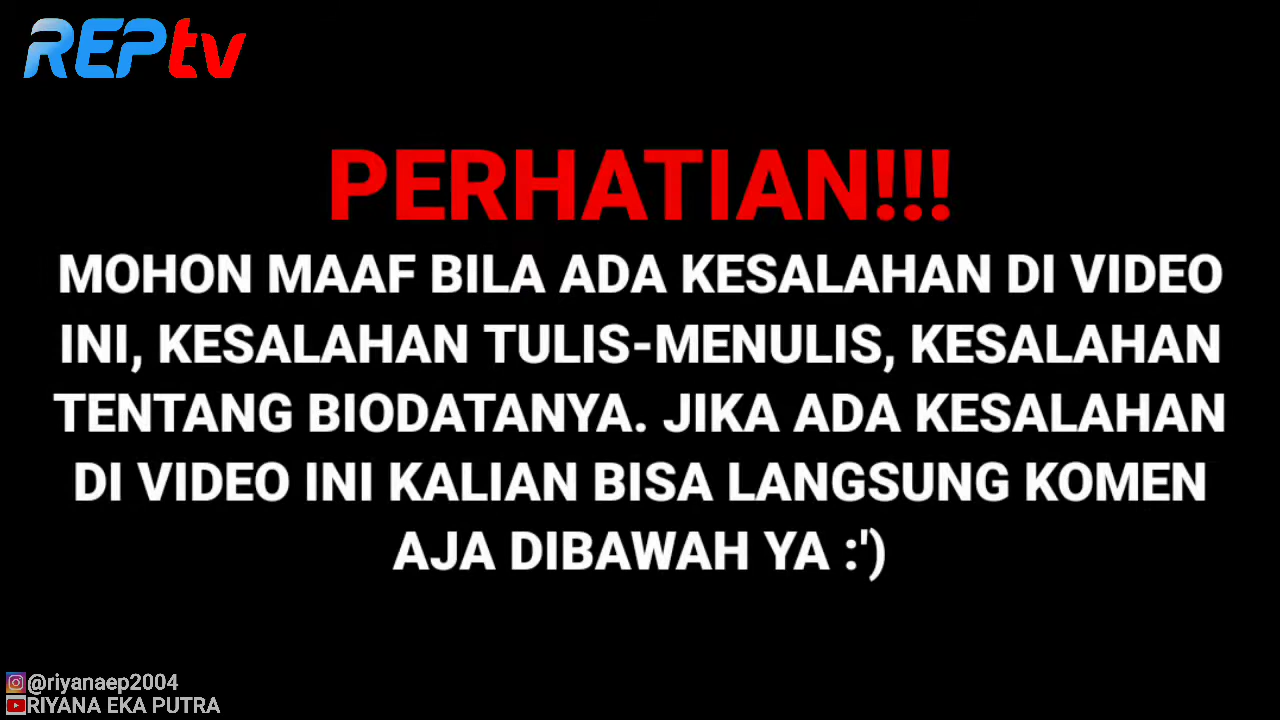 REPtv
PERHATIAN!!!
MOHON MAAF BILA ADA KESALAHAN DI VIDEO
INI, KESALAHAN TULIS-MENULIS, KESALAHAN
TENTANG BIODATANYA. JIKA ADA KESALAHAN
DI VIDEO INI KALIAN BISA LANGSUNG KOMEN
AJA DIBAWAH YA :')
@riyanaep2004
RIYANA EKA PUTRA